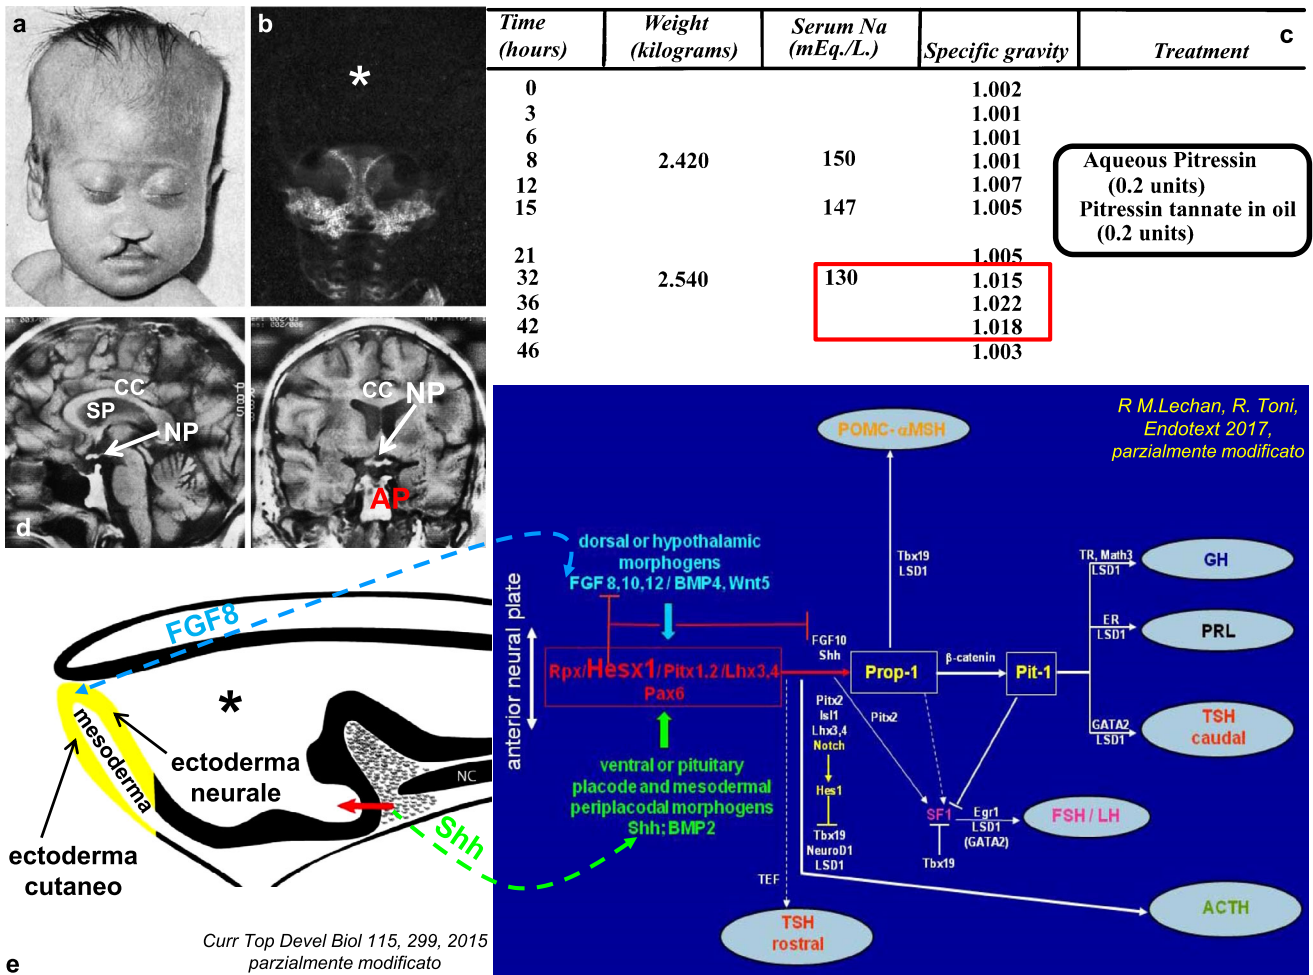 a
b
c
Time
(hours)
Weight
(kilograms)
Serum Na
(mEq./L.)
Specific gravity
Treatment
0 1.002
3 1.001
6 1.001
8 2.420 150 1.001
12 1.007
15 147 1.005
21 1.005
32 2.540 130 1.015
36 1.022
42 1.018
46 1.003
Aqueous Pitressin
(0.2 units)
Pitressin tannate in oil
(0.2 units)
CC
SP
NP
d
CC
NP
AP
R M.Lechan, R. Toni,
Endotext 2017,
parzialmente modificato
POMC- αMSH
dorsal or hypothalamic
morphogens
FGF 8,10,12 / BMP4, Wnt5
anterior neural plate
Rpx/Hesx1/Pitx1.2/Lhx3,4
Pax6
ventral or pituitary
placode and mesodermal
periplacodal morphogens
Shh: BMP2
FGF10
Shh
Tbx19
LSD1
Prop-1
β-catenin
Pit-1
TR, Math3
LSD1
GH
ER
LSD1
PRL
GATA2
LSD1
TSH
caudal
Pitx2
Isl1
Lhx3,4
Notch
Hes1
Tbx19
NeuroD1
LSD1
Pitx2
SF1
Tbx19
Egr1
LSD1
(GATA2)
FSH / LH
TEF
TSH
rostral
ACTH
FGF8
*
mesoderma
ectoderma
neurale
NC
Shh
ectoderma
cutaneo
Curr Top Devel Biol 115, 299, 2015
parzialmente modificato
e